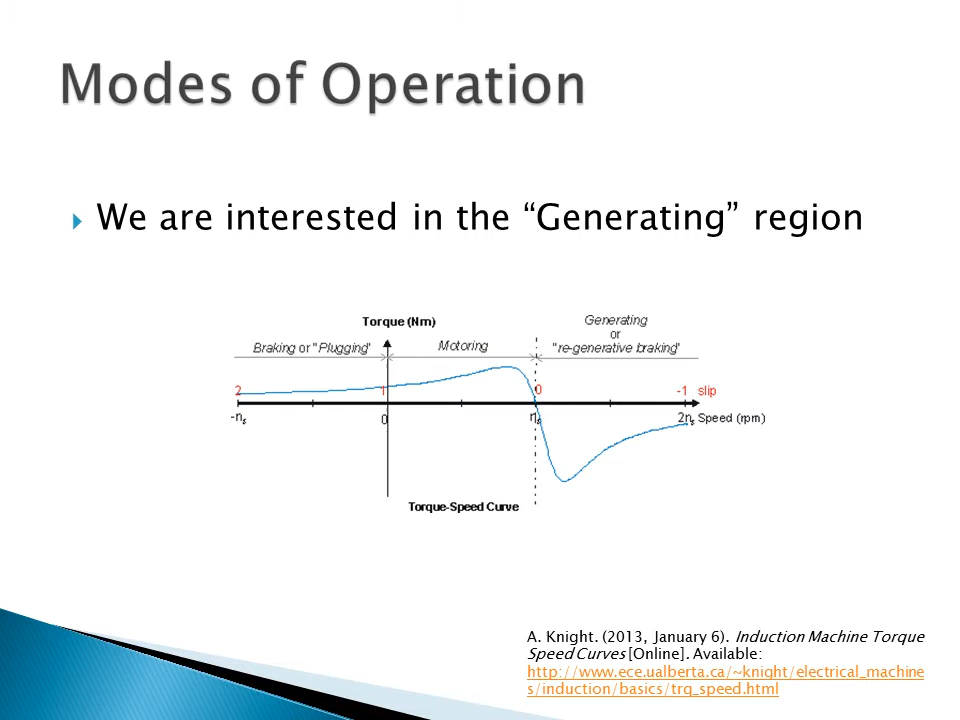 Modes of Operation
We are interested in the “Generating” region
Torque (Nm)
Generating
or
"re-generative braking"
Braking or "Plugging"
Motoring
2
1
0
-1
slip
-ns
0
ns
2ns
Speed (rpm)
Torque-Speed Curve
A. Knight. (2013, January 6). Induction Machine Torque
Speed Curves [Online]. Available:
http://www.ece.ualberta.ca/~knight/electrical_machine
s/induction/basics/trq_speed.html